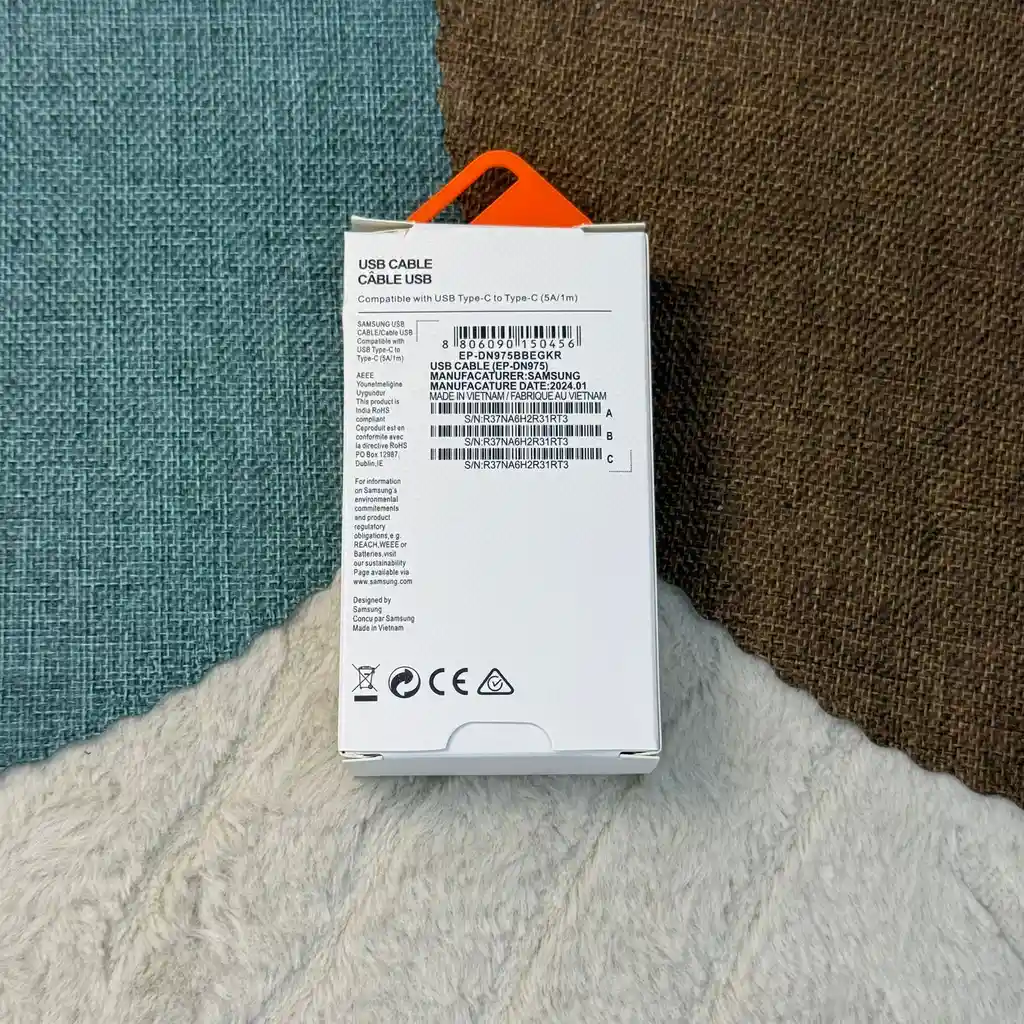 USB CABLE
CÂBLE USB
Compatible with USB Type-C to Type-C (5A/1m)
SAMSUNG USB
CABLE/Cable USB
Compatible with
USB Type-C to
Type-C (5A/1m)
AEEE
Younetmeligine
Uygundur
This product is
India RoHS
compliant
Ceproduit est en
conformite avec
la directive RoHS
PO Box 12987,
Dublin,IE
For information
on Samsung's
environmental
commitements
and product
regulatory
obligations,e.g.
REACH,WEEE or
Batteries,visit
our sustainability
Page available via
www.samsung.com
Designed by
Samsung
Concu par Samsung
Made in Vietnam
8 806090 150456
EP-DN975BBEGKR
USB CABLE (EP-DN975)
MANUFACATURER:SAMSUNG
MANUFACATURE DATE:2024.01
MADE IN VIETNAM / FABRIQUE AU VIETNAM
A
S/N:R37NA6H2R31RT3
B
S/N:R37NA6H2R31RT3
C
S/N:R37NA6H2R31RT3
CE